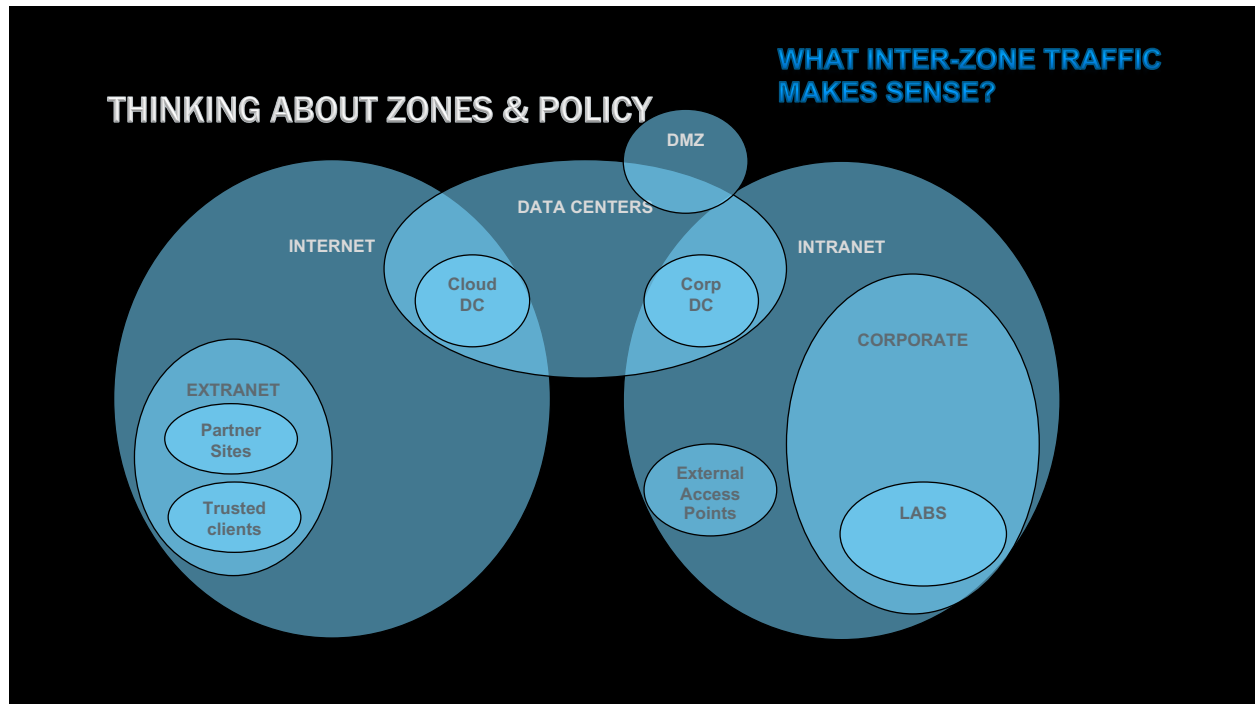 WHAT INTER-ZONE TRAFFIC
MAKES SENSE?
THINKING ABOUT ZONES & POLICY
DMZ
DATA CENTERS
INTERNET
INTRANET
Cloud
DC
Corp
DC
CORPORATE
EXTRANET
Partner
Sites
External
Access
Points
Trusted
clients
LABS